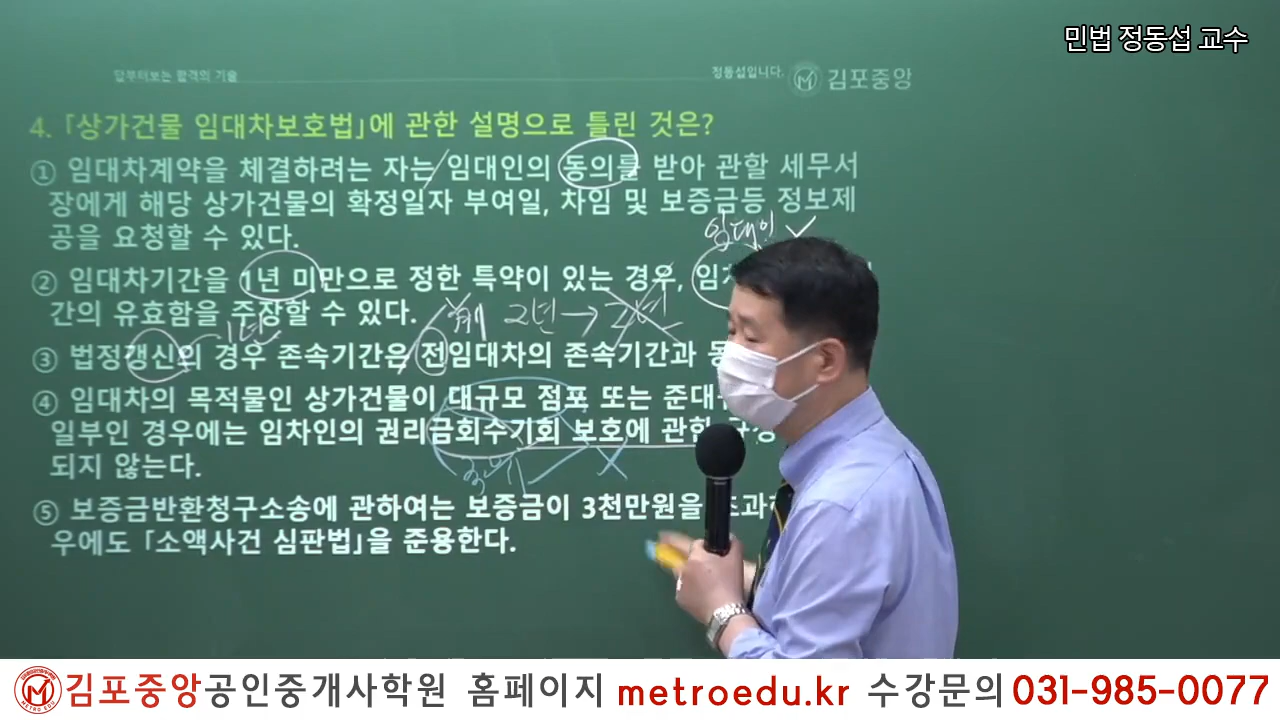 민법 정동섭 교수
답부터보는 합격의 기술
정동섭입니다. 김포중앙
4. 「상가건물 임대차보호법」에 관한 설명으로 틀린 것은?
① 임대차계약을 체결하려는 자는 임대인의 동의를 받아 관할 세무서
장에게 해당 상가건물의 확정일자 부여일, 차임 및 보증금등 정보제
공을 요청할 수 있다.
임대인
② 임대차기간을 1년 미만으로 정한 특약이 있는 경우,
간의 유효함을 주장할 수 있다.
1년
前 2년 → 2년
③ 법정갱신의 경우 존속기간은 전임대차의 존속기간과
④ 임대차의 목적물인 상가건물이 대규모 점포 또는
일부인 경우에는 임차인의 권리금회수기회 보호에 관한
되지 않는다.
⑤ 보증금반환청구소송에 관하여는 보증금이 3천만원을
우에도 「소액사건 심판법」을 준용한다.
김포중앙공인중개사학원 홈페이지 metroedu.kr 수강문의 031-985-0077